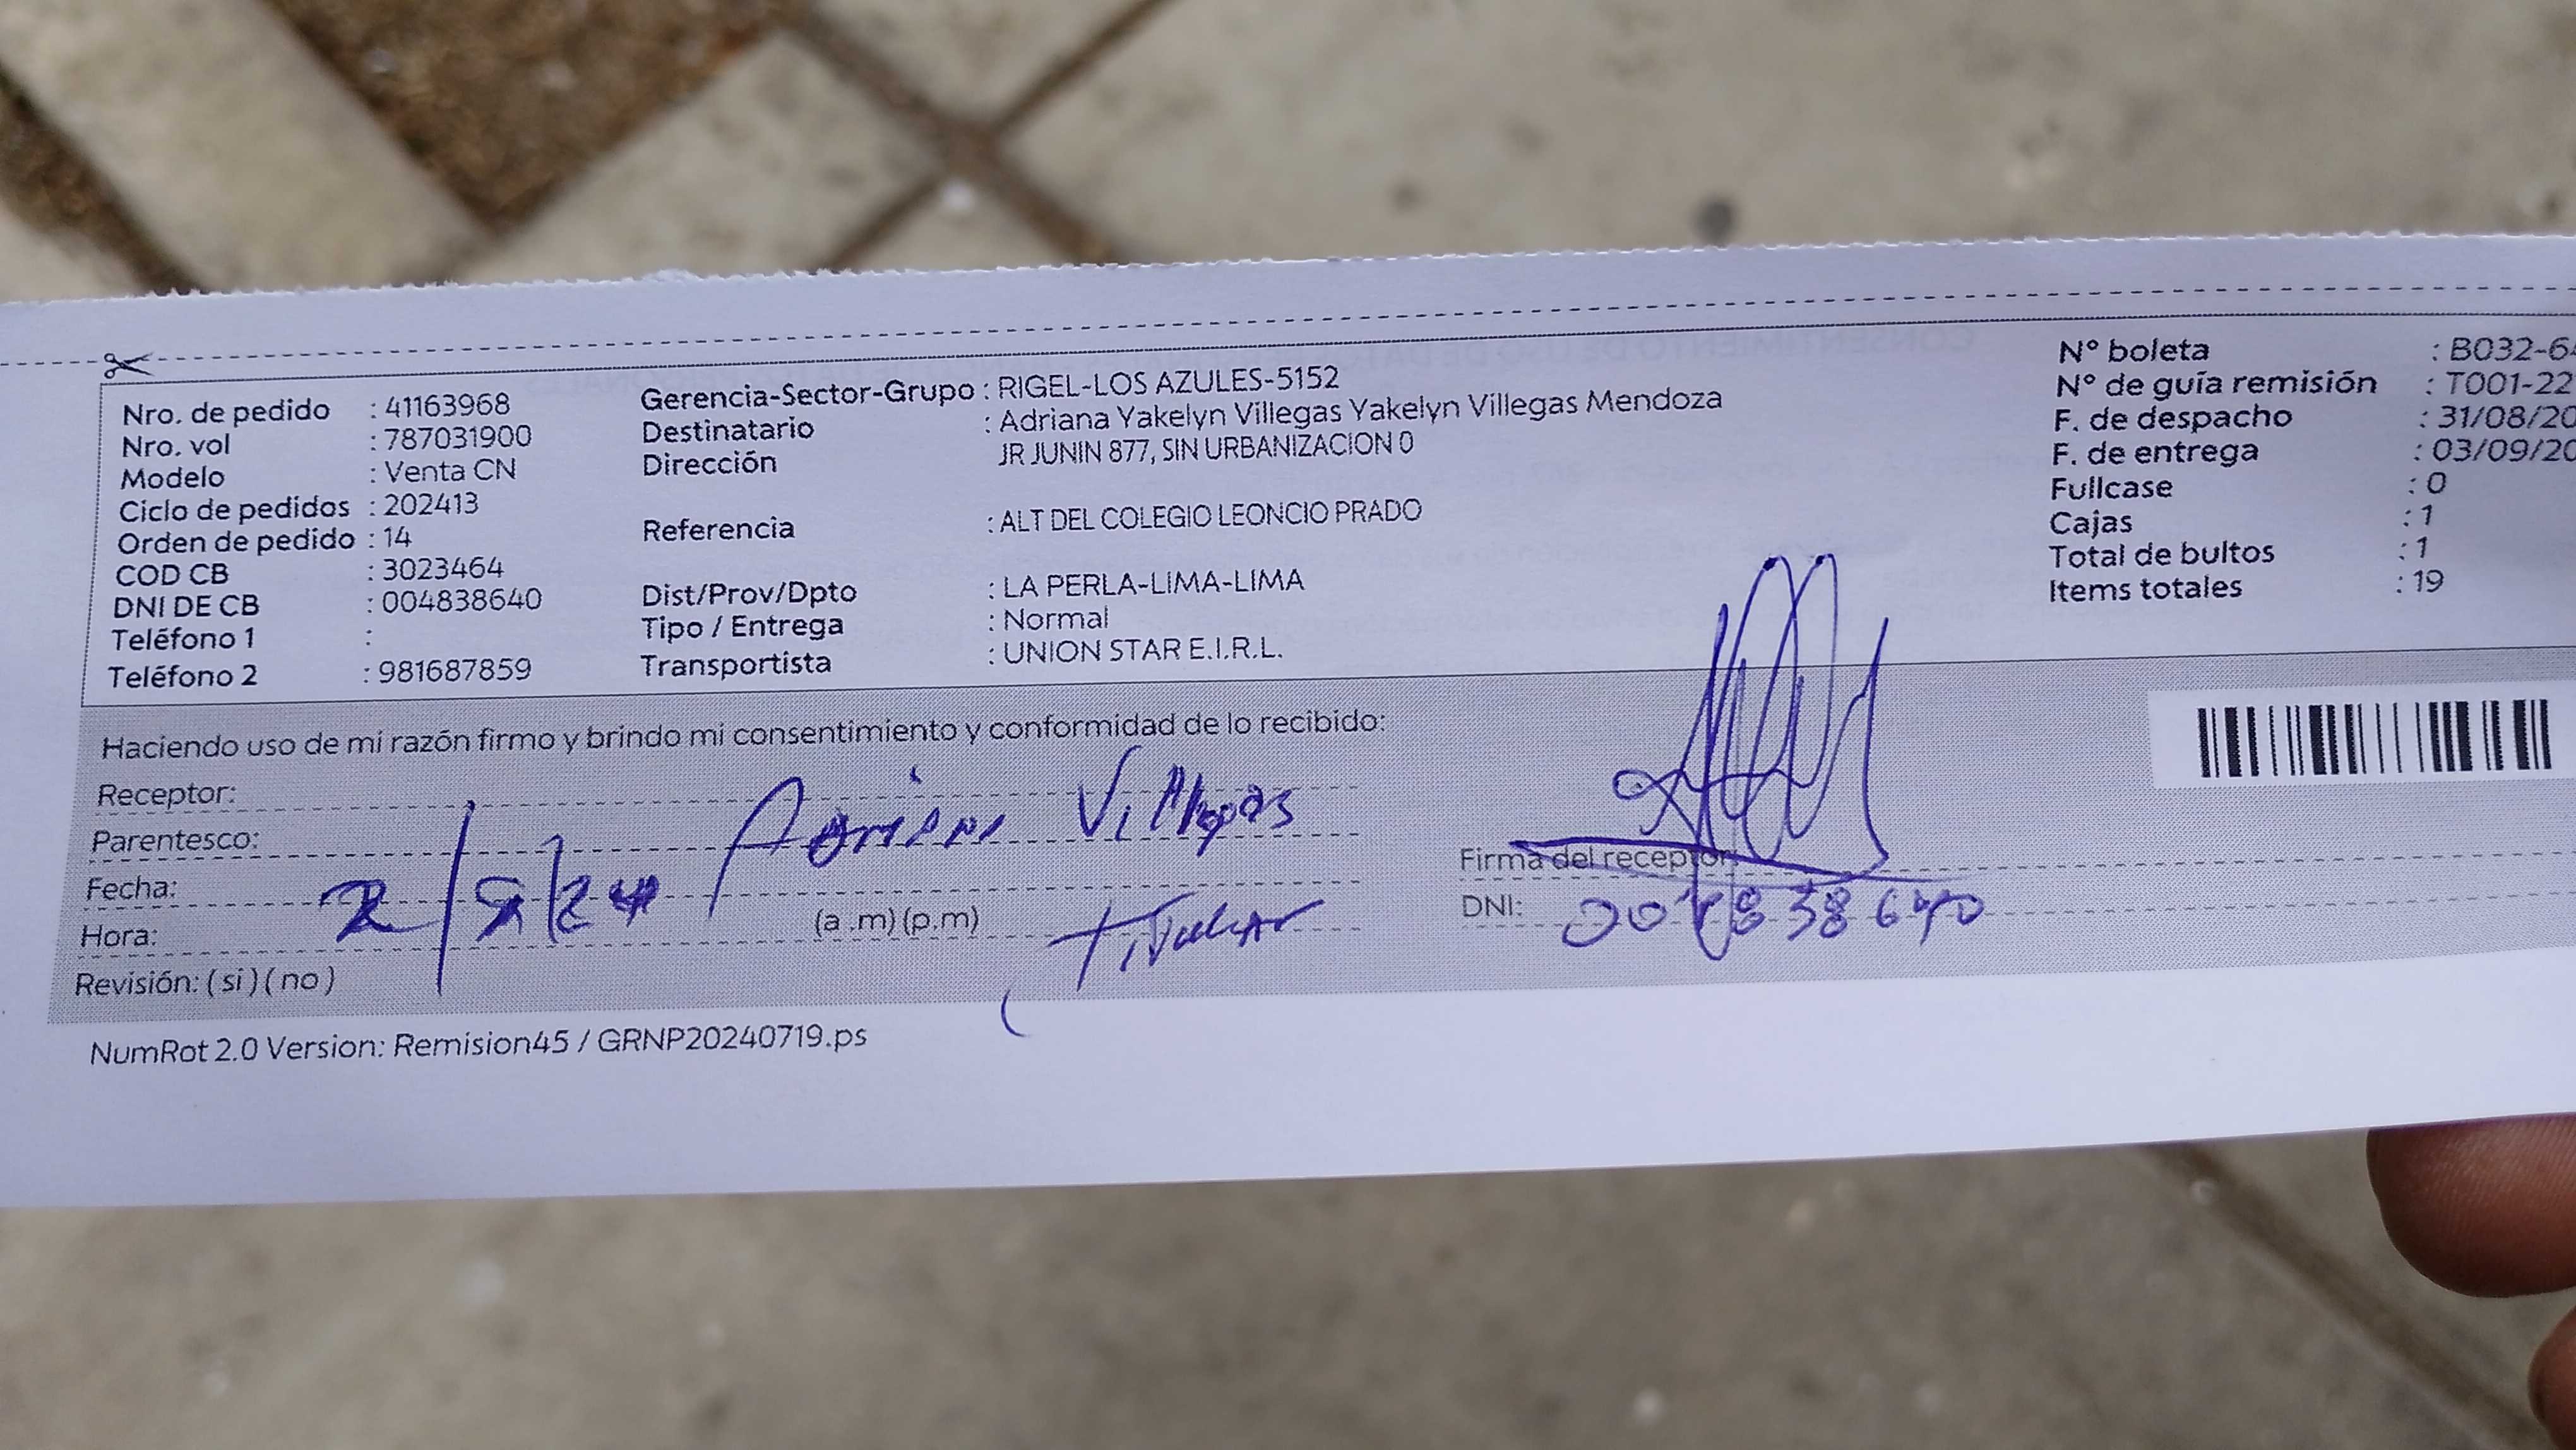 Nro. de pedido : 41163968
Nro. vol : 787031900
Modelo : Venta CN
Ciclo de pedidos : 202413
Orden de pedido : 14
COD CB : 3023464
DNI DE CB : 004838640
Teléfono 1 :
Teléfono 2 : 981687859
Gerencia-Sector-Grupo : RIGEL-LOS AZULES-5152
Destinatario : Adriana Yakelyn Villegas Yakelyn Villegas Mendoza
Dirección JR JUNIN 877, SIN URBANIZACION 0
Referencia : ALT DEL COLEGIO LEONCIO PRADO
Dist/Prov/Dpto : LA PERLA-LIMA-LIMA
Tipo / Entrega : Normal
Transportista : UNION STAR E.I.R.L.
N° boleta : B032-6
N° de guía remisión : T001-22
F. de despacho : 31/08/20
F. de entrega : 03/09/20
Fullcase : 0
Cajas : 1
Total de bultos : 1
Items totales : 19
Haciendo uso de mi razón firmo y brindo mi consentimiento y conformidad de lo recibido:
Receptor:
Parentesco: Adriana Villegas
Fecha: 2/9/24
Hora: (a .m) (p.m) Titular
Revisión: ( si ) ( no )
Firma del receptor
DNI: 004838640
NumRot 2.0 Version: Remision45 / GRNP20240719.ps